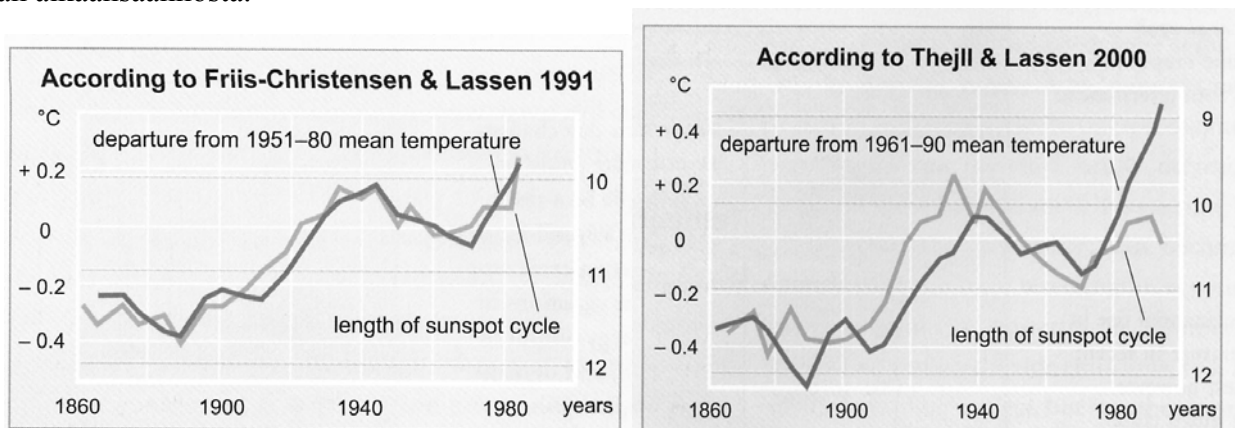 According to Friis-Christensen & Lassen 1991
°C
departure from 1951–80 mean temperature
+ 0.2
0
– 0.2
– 0.4
10
11
12
length of sunspot cycle
1860 1900 1940 1980 years
According to Thejll & Lassen 2000
°C
+ 0.4
departure from 1961–90 mean temperature
+ 0.2
0
– 0.2
– 0.4
9
10
11
12
length of sunspot cycle
1860 1900 1940 1980 years